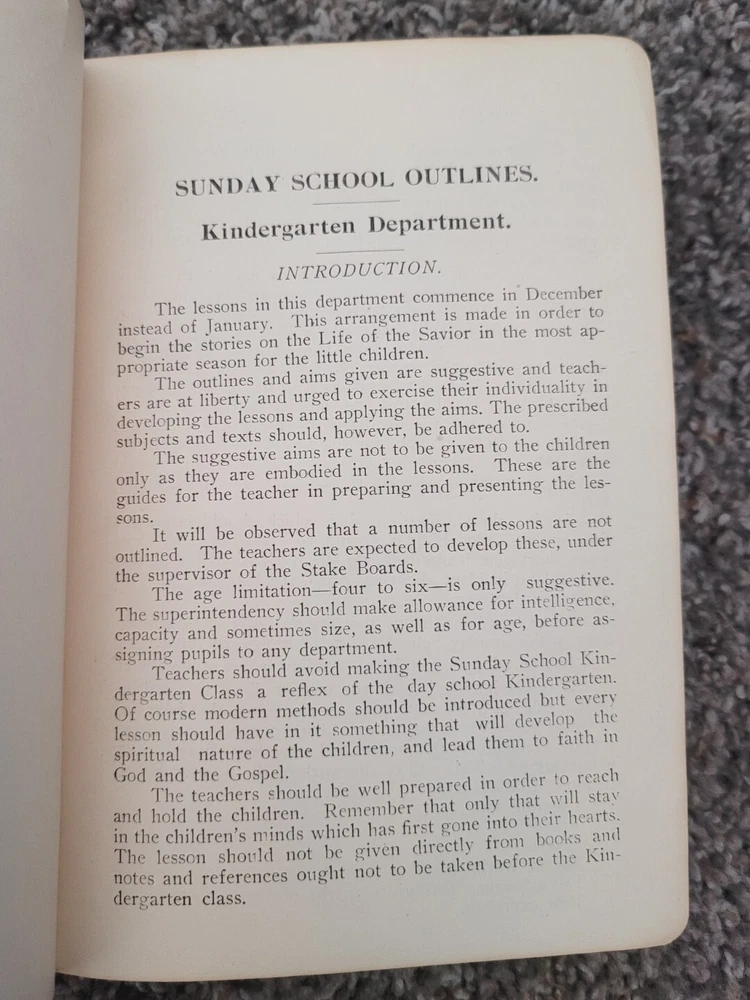 SUNDAY SCHOOL OUTLINES.
Kindergarten Department.
INTRODUCTION.
The lessons in this department commence in December
instead of January. This arrangement is made in order to
begin the stories on the Life of the Savior in the most ap-
propriate season for the little children.
The outlines and aims given are suggestive and teach-
ers are at liberty and urged to exercise their individuality in
developing the lessons and applying the aims. The prescribed
subjects and texts should, however, be adhered to.
The suggestive aims are not to be given to the children
only as they are embodied in the lessons. These are the
guides for the teacher in preparing and presenting the les-
sons.
It will be observed that a number of lessons are not
outlined. The teachers are expected to develop these, under
the supervisor of the Stake Boards.
The age limitation—four to six—is only suggestive.
The superintendency should make allowance for intelligence,
capacity and sometimes size, as well as for age, before as-
signing pupils to any department.
Teachers should avoid making the Sunday School Kin-
dergarten Class a reflex of the day school Kindergarten.
Of course modern methods should be introduced but every
lesson should have in it something that will develop the
spiritual nature of the children, and lead them to faith in
God and the Gospel.
The teachers should be well prepared in order to reach
and hold the children. Remember that only that will stay
in the children's minds which has first gone into their hearts.
The lesson should not be given directly from books and
notes and references ought not to be taken before the Kin-
dergarten class.